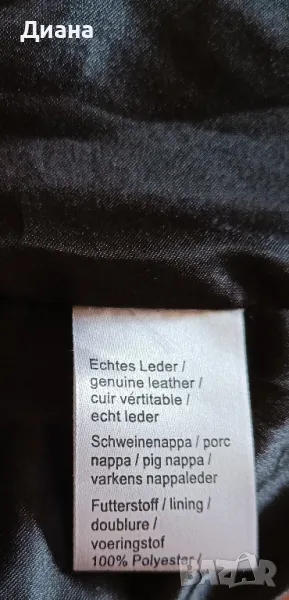 Диана
Echtes Leder /
genuine leather /
cuir vértitable /
echt leder
Schweinenappa / porc
nappa / pig nappa /
varkens nappaleder
Futterstoff / lining /
doublure /
voeringstof
100% Polyester /
BAZAR